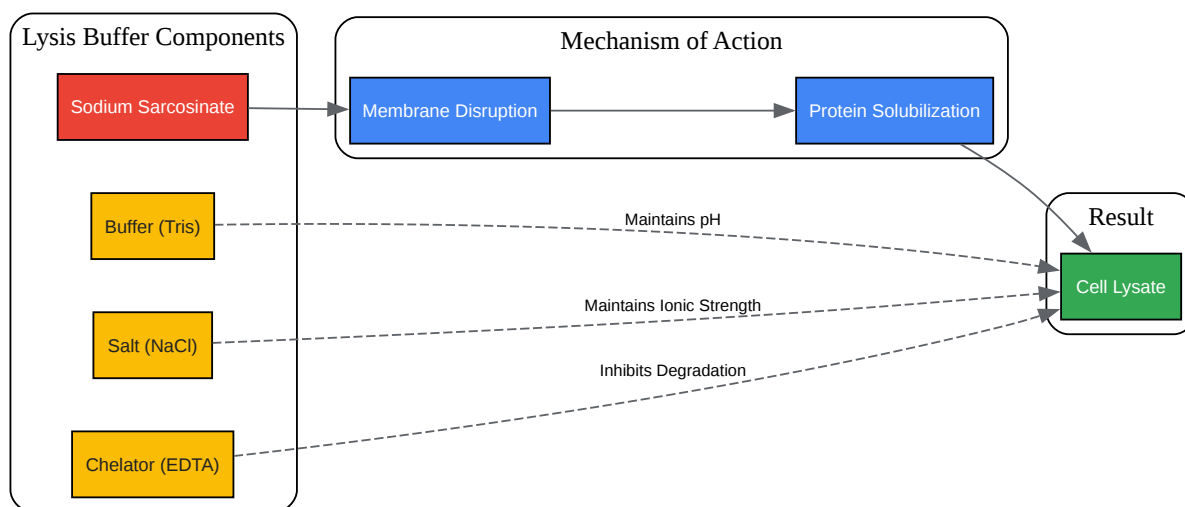 Lysis Buffer Components
Mechanism of Action
Sodium Sarcosinate
Membrane Disruption
Protein Solubilization
Buffer (Tris)
Maintains pH
Result
Cell Lysate
Salt (NaCl)
Maintains Ionic Strength
Inhibits Degradation
Chelator (EDTA)